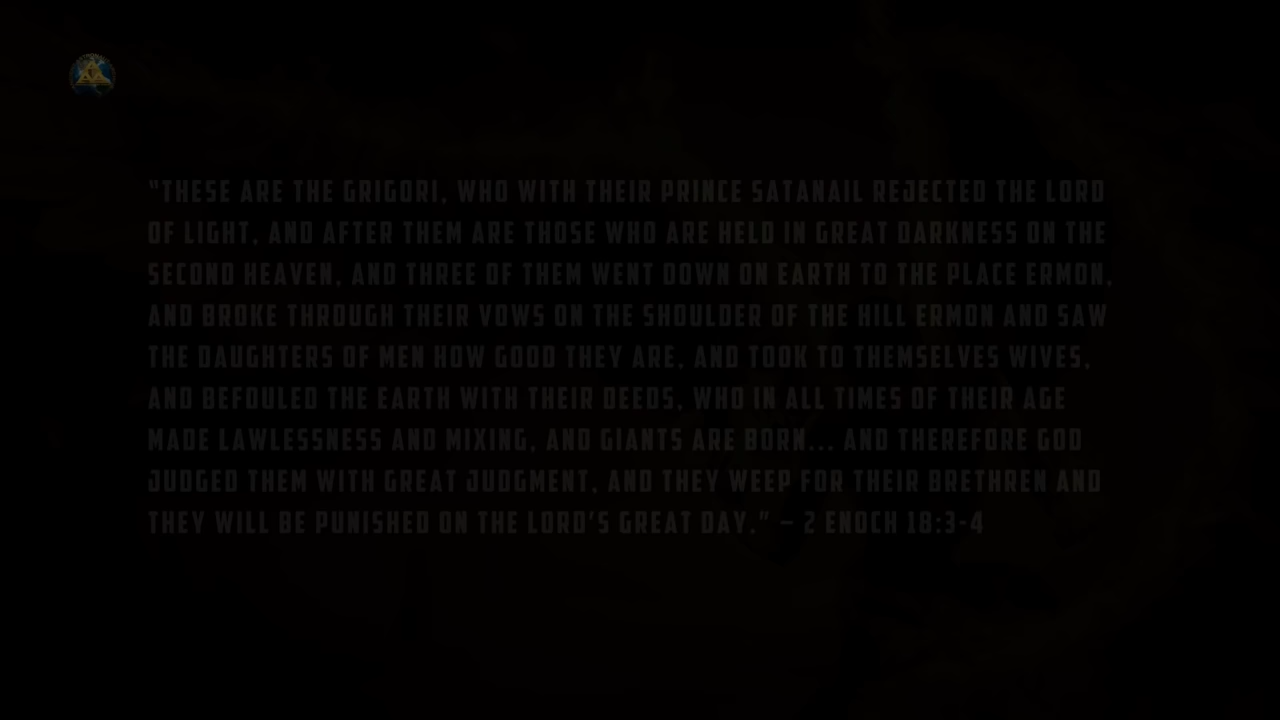 "THESE ARE THE GRIGORI, WHO WITH THEIR PRINCE SATANAIL REJECTED THE LORD
OF LIGHT, AND AFTER THEM ARE THOSE WHO ARE HELD IN GREAT DARKNESS ON THE
SECOND HEAVEN, AND THREE OF THEM WENT DOWN ON EARTH TO THE PLACE ERMON,
AND BROKE THROUGH THEIR VOWS ON THE SHOULDER OF THE HILL ERMON AND SAW
THE DAUGHTERS OF MEN HOW GOOD THEY ARE, AND TOOK TO THEMSELVES WIVES,
AND BEFOULED THE EARTH WITH THEIR DEEDS, WHO IN ALL TIMES OF THEIR AGE
MADE LAWLESSNESS AND MIXING, AND GIANTS ARE BORN... AND THEREFORE GOD
JUDGED THEM WITH GREAT JUDGMENT, AND THEY WEEP FOR THEIR BRETHREN AND
THEY WILL BE PUNISHED ON THE LORD'S GREAT DAY." – 2 ENOCH 18:3-4